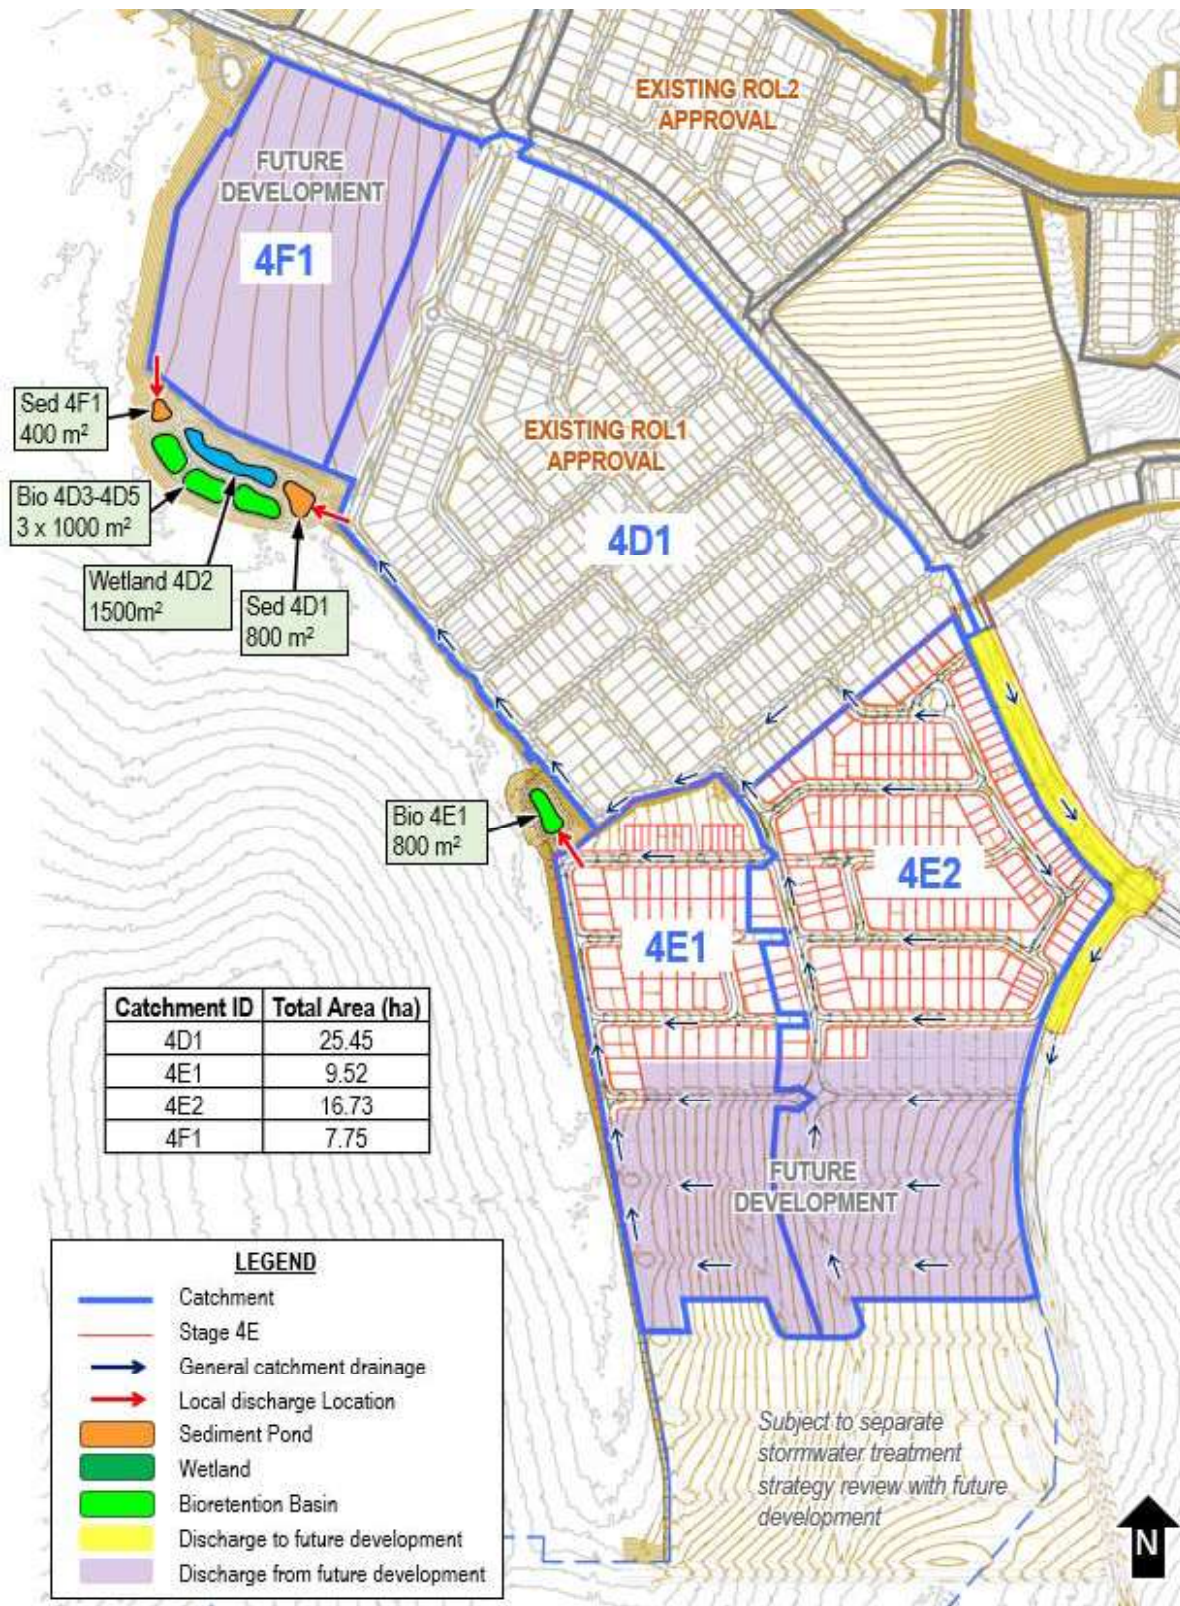 EXISTING ROL2
APPROVAL
FUTURE
DEVELOPMENT
4F1
Sed 4F1
400 m²
EXISTING ROL1
APPROVAL
Bio 4D3-4D5
3 x 1000 m²
4D1
Wetland 4D2
1500m²
Sed 4D1
800 m²
Bio 4E1
800 m²
4E2
4E1
Catchment ID Total Area (ha)
4D1 25.45
4E1 9.52
4E2 16.73
4F1 7.75
FUTURE
DEVELOPMENT
LEGEND
Catchment
Stage 4E
General catchment drainage
Local discharge Location
Sediment Pond
Wetland
Bioretention Basin
Discharge to future development
Discharge from future development
Subject to separate
stormwater treatment
strategy review with future
development
N